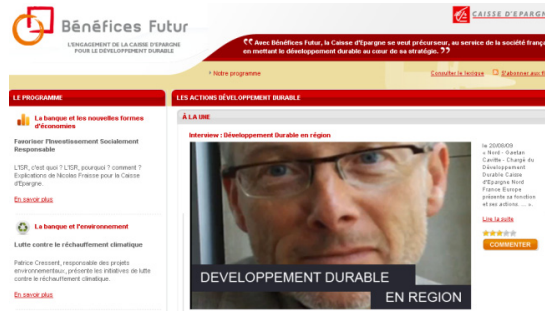 Bénéfices Futur
CAISSE D'EPARGNE
L'ENGAGEMENT DE LA CAISSE D'EPARGNE
POUR LE DÉVELOPPEMENT DURABLE
Avec Bénéfices Futur, la Caisse d'Epargne se veut précurseur, au service de la société frança
en mettant le développement durable au cœur de sa stratégie.
Notre programme
Consulter le lexique
S'abonner aux fl
LE PROGRAMME
LES ACTIONS DÉVELOPPEMENT DURABLE
La banque et les nouvelles formes
d'économies
Favoriser l'Investissement Socialement
Responsable
L'ISR, c'est quoi ? L'ISR, pourquoi ? comment ?
Explications de Nicolas Fraisse pour la Caisse
d'Epargne.
En savoir plus
La banque et l'environnement
Lutte contre le réchauffement climatique
Patrice Cressent, responsable des projets
environnementaux, présente les initiatives de lutte
contre le réchauffement climatique.
En savoir plus
À LA UNE
Interview : Développement Durable en région
DEVELOPPEMENT DURABLE
EN REGION
le 20/08/09
« Nord - Gaetan
Cavitte - Chargé du
Développement
Durable Caisse
d'Epargne Nord
France Europe
présente sa fonction
et ses actions. ... ».
Lire la suite
COMMENTER